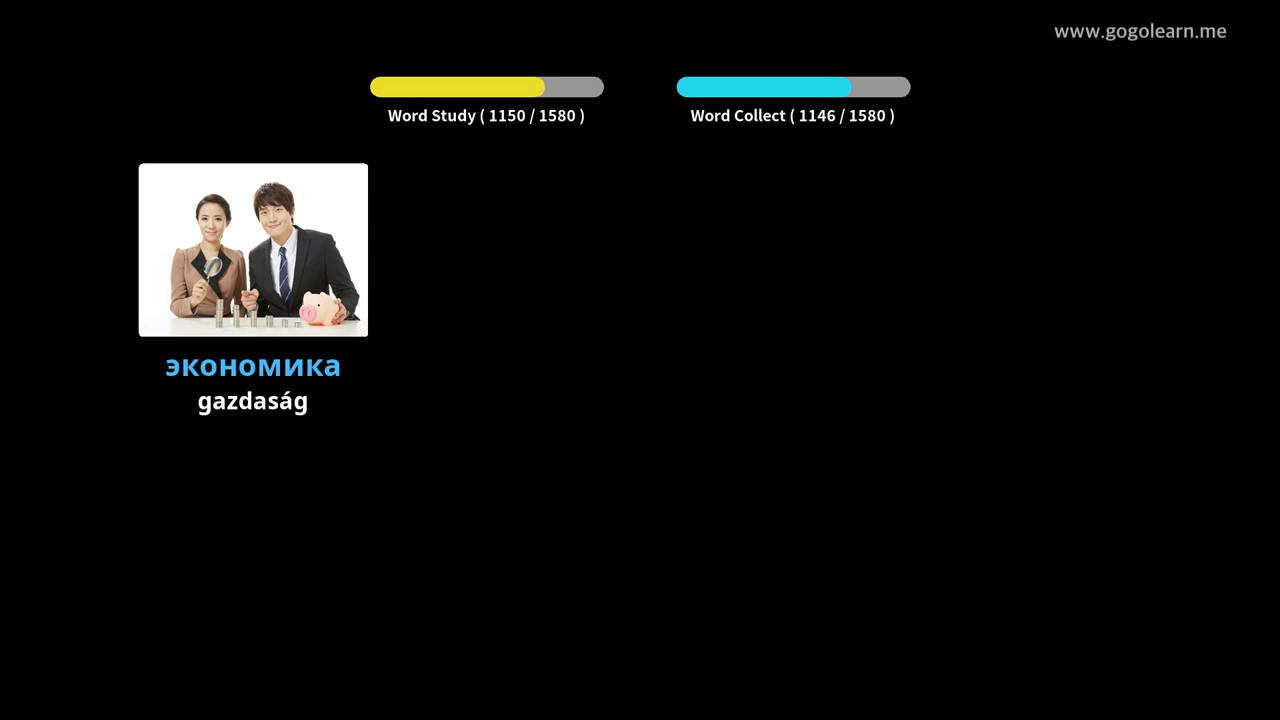 www.gogolearn.me
Word Study ( 1150 / 1580 )
Word Collect ( 1146 / 1580 )
экономика
gazdaság